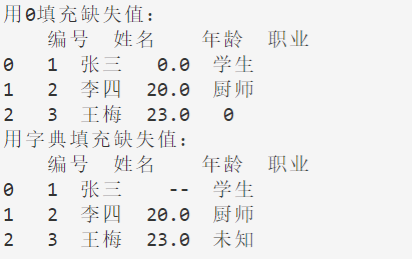 用0填充缺失值：
编号 姓名 年龄 职业
0 1 张三 0.0 学生
1 2 李四 20.0 厨师
2 3 王梅 23.0 0
用字典填充缺失值：
编号 姓名 年龄 职业
0 1 张三 -- 学生
1 2 李四 20.0 厨师
2 3 王梅 23.0 未知